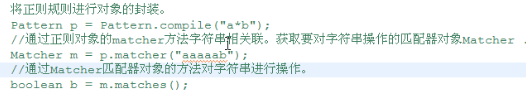 将正则规则进行对象的封装。
Pattern p = Pattern.compile("a*b");
//通过正则对象的matcher方法字符串相关联。获取要对字符串操作的匹配器对象Matcher .
Matcher m = p.matcher("aaaaab");
//通过Matcher匹配器对象的方法对字符串进行操作。
boolean b = m.matches();